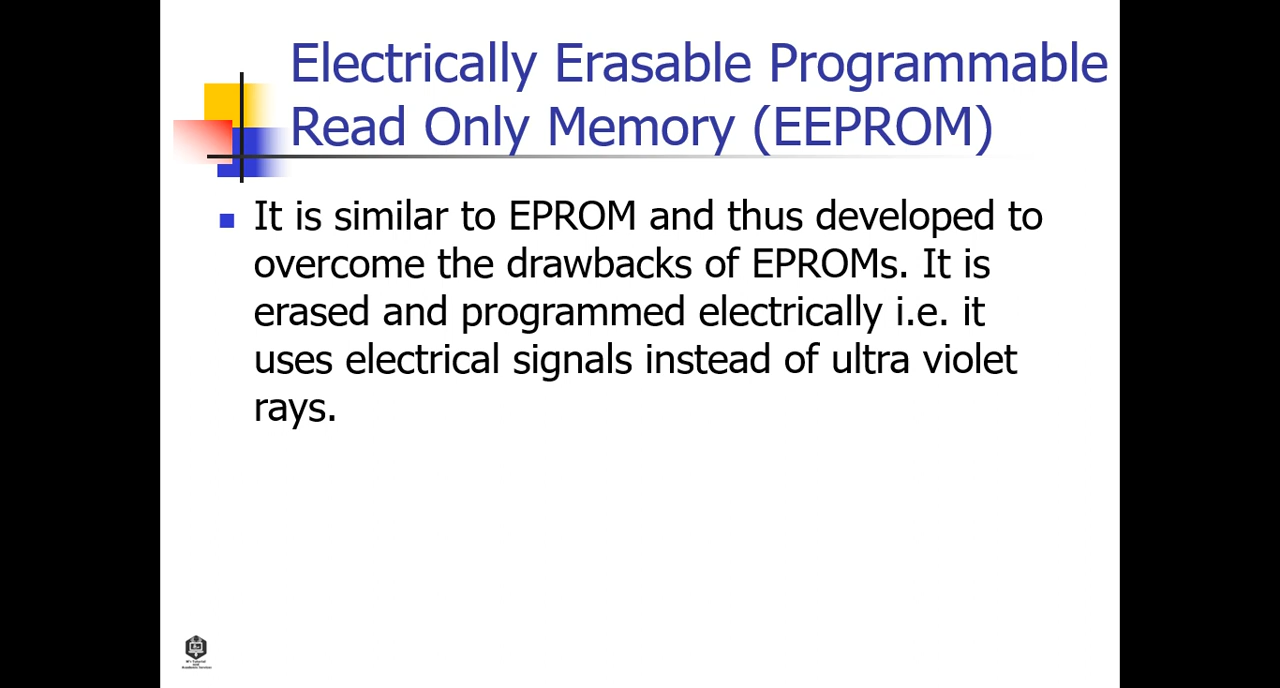 Electrically Erasable Programmable
Read Only Memory (EEPROM)
It is similar to EPROM and thus developed to
overcome the drawbacks of EPROMs. It is
erased and programmed electrically i.e. it
uses electrical signals instead of ultra violet
rays.